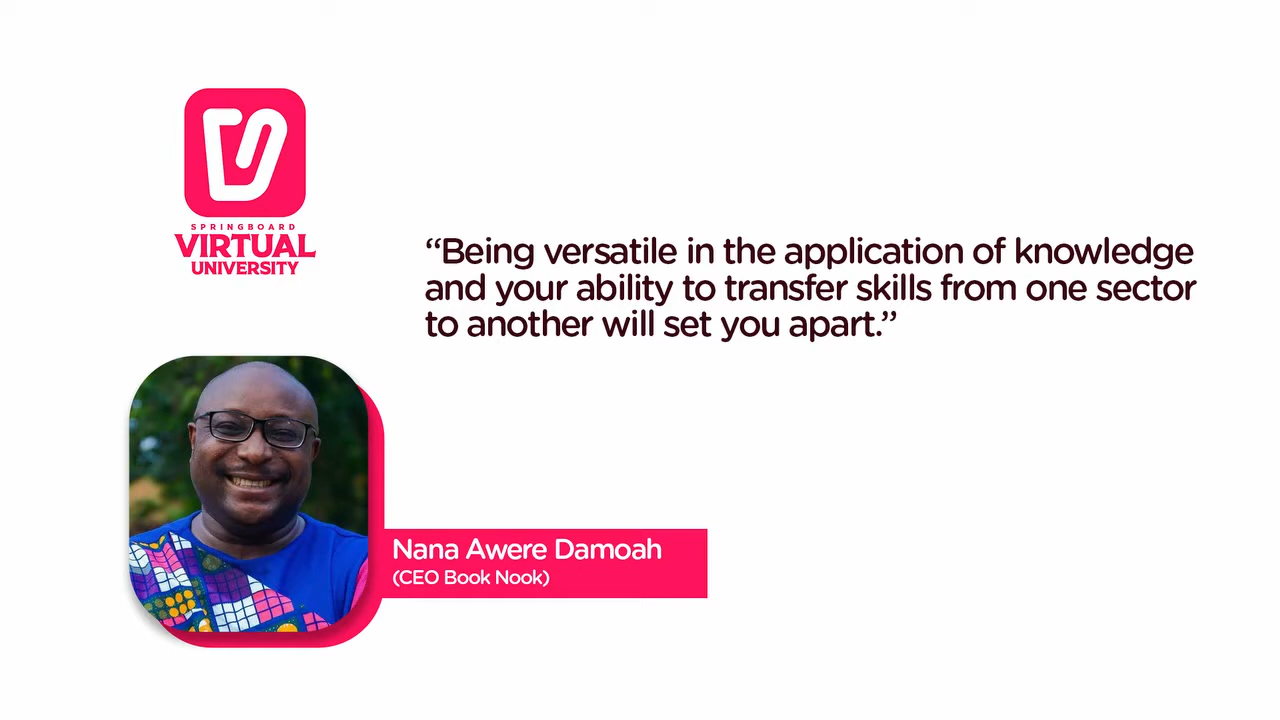 SPRINGBOARD
VIRTUAL
UNIVERSITY
“Being versatile in the application of knowledge
and your ability to transfer skills from one sector
to another will set you apart.”
Nana Awere Damoah
(CEO Book Nook)